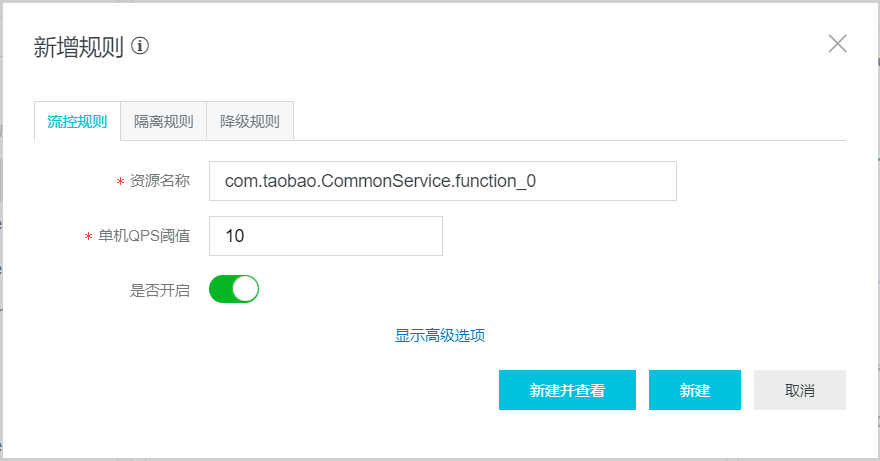 新增规则
流控规则 隔离规则 降级规则
* 资源名称 com.taobao.CommonService.function_0
* 单机QPS阈值 10
是否开启
显示高级选项
新建并查看 新建 取消